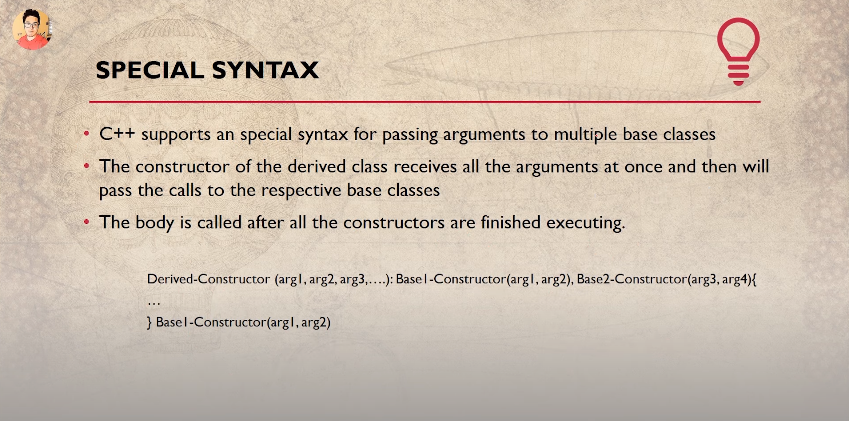 SPECIAL SYNTAX
• C++ supports an special syntax for passing arguments to multiple base classes
• The constructor of the derived class receives all the arguments at once and then will
pass the calls to the respective base classes
• The body is called after all the constructors are finished executing.
Derived-Constructor (arg1, arg2, arg3,….): Base1-Constructor(arg1, arg2), Base2-Constructor(arg3, arg4){
…
} Base1-Constructor(arg1, arg2)